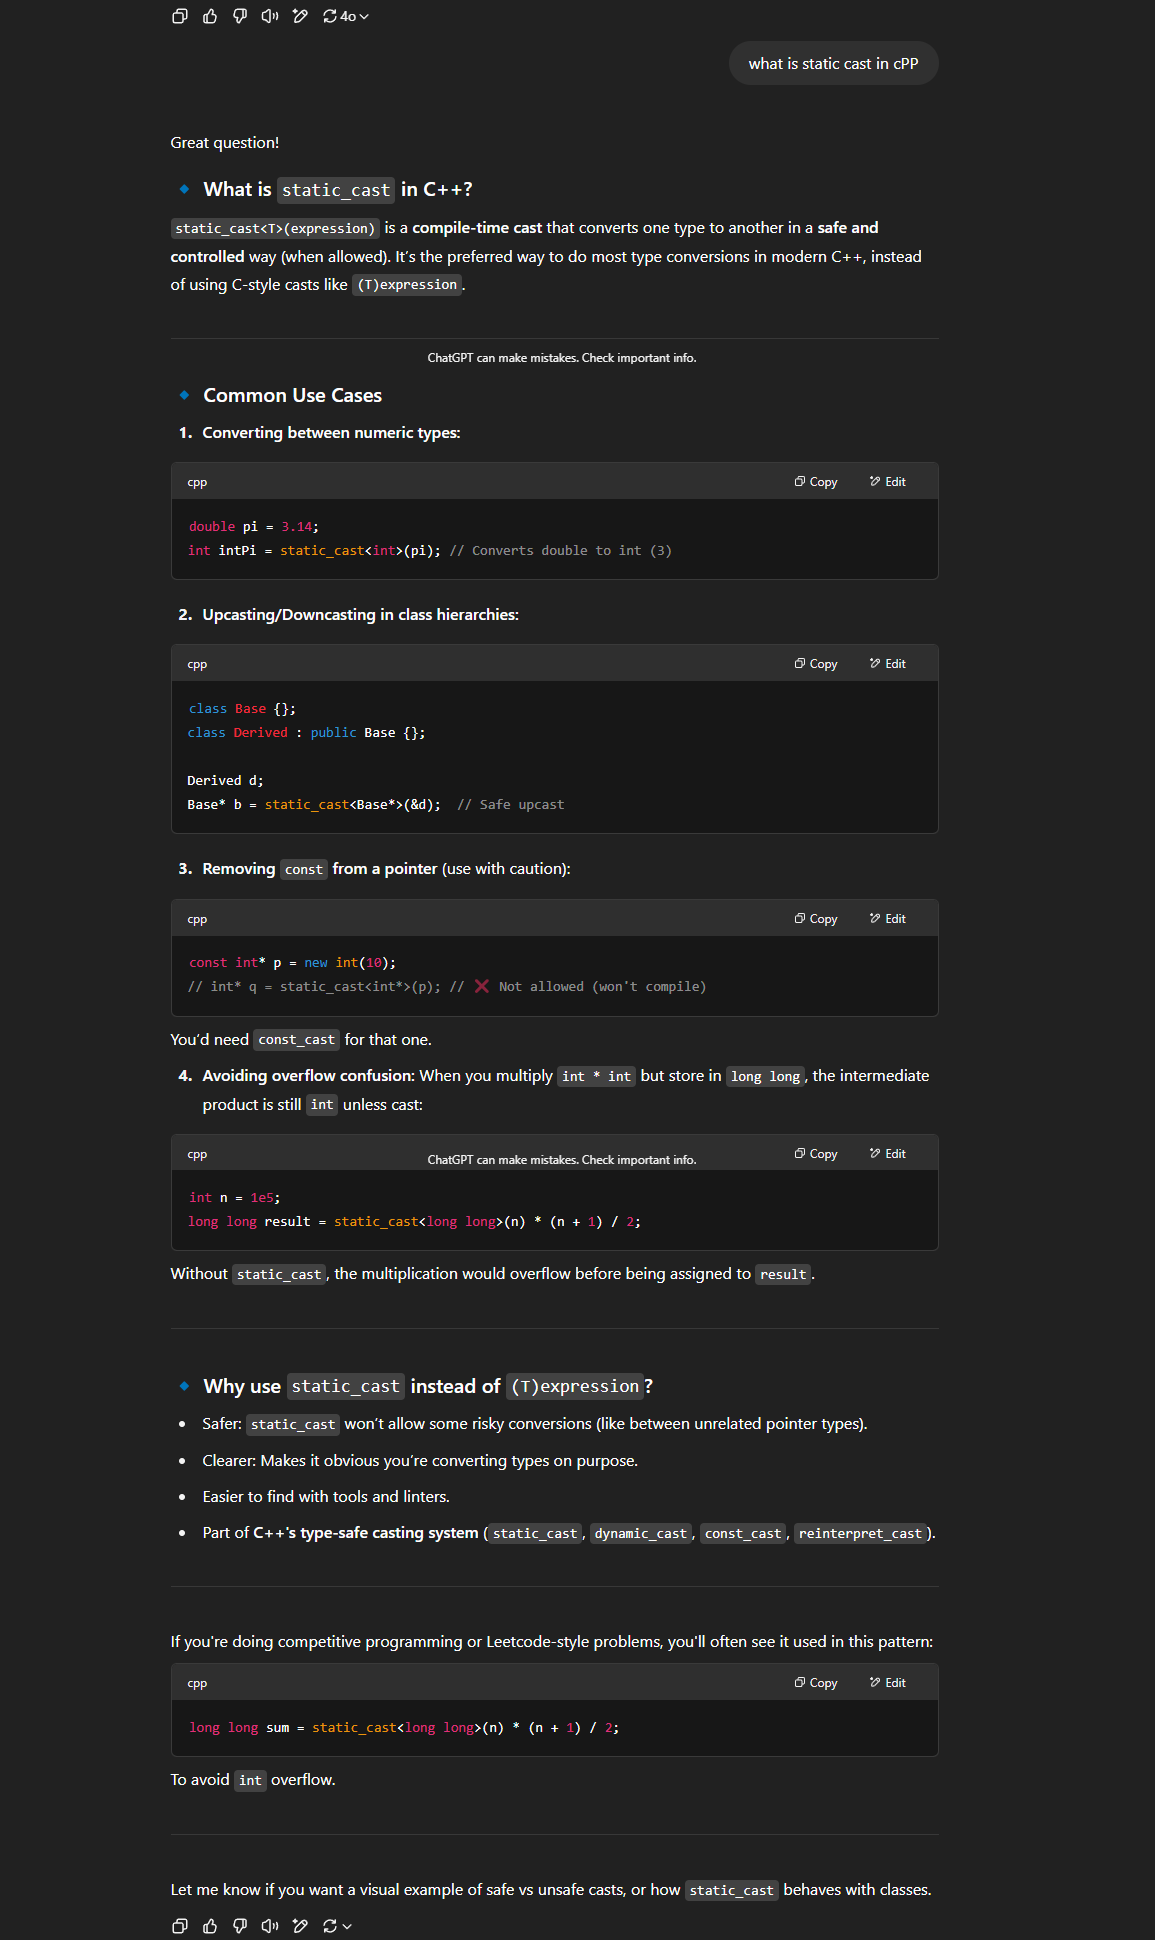 4o
what is static cast in cPP
Great question!
What is static_cast in C++?
static_cast<T>(expression) is a compile-time cast that converts one type to another in a safe and
controlled way (when allowed). It’s the preferred way to do most type conversions in modern C++, instead
of using C-style casts like (T)expression.
ChatGPT can make mistakes. Check important info.
Common Use Cases
1. Converting between numeric types:
cpp Copy Edit
double pi = 3.14;
int intPi = static_cast<int>(pi); // Converts double to int (3)
2. Upcasting/Downcasting in class hierarchies:
cpp Copy Edit
class Base {};
class Derived : public Base {};
Derived d;
Base* b = static_cast<Base*>(&d);  // Safe upcast
3. Removing const from a pointer (use with caution):
cpp Copy Edit
const int* p = new int(10);
// int* q = static_cast<int*>(p); // ❌ Not allowed (won’t compile)
You’d need const_cast for that one.
4. Avoiding overflow confusion: When you multiply int * int but store in long long, the intermediate
product is still int unless cast:
cpp ChatGPT can make mistakes. Check important info. Copy Edit
int n = 1e5;
long long result = static_cast<long long>(n) * (n + 1) / 2;
Without static_cast, the multiplication would overflow before being assigned to result.
Why use static_cast instead of (T)expression?
• Safer: static_cast won’t allow some risky conversions (like between unrelated pointer types).
• Clearer: Makes it obvious you’re converting types on purpose.
• Easier to find with tools and linters.
• Part of C++'s type-safe casting system (static_cast, dynamic_cast, const_cast, reinterpret_cast).
If you're doing competitive programming or Leetcode-style problems, you'll often see it used in this pattern:
cpp Copy Edit
long long sum = static_cast<long long>(n) * (n + 1) / 2;
To avoid int overflow.
Let me know if you want a visual example of safe vs unsafe casts, or how static_cast behaves with classes.